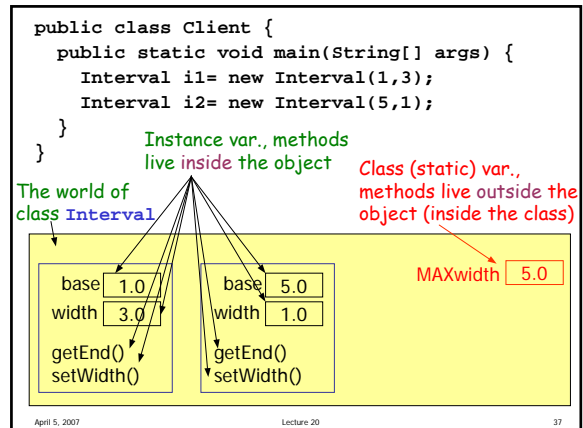 public class Client {
public static void main(String[] args) {
Interval i1= new Interval(1,3);
Interval i2= new Interval(5,1);
}
}
Instance var., methods
live inside the object
Class (static) var.,
methods live outside the
object (inside the class)
The world of
class Interval
base 1.0
width 3.0
getEnd()
setWidth()
base 5.0
width 1.0
getEnd()
setWidth()
MAXwidth 5.0
April 5, 2007 Lecture 20 37